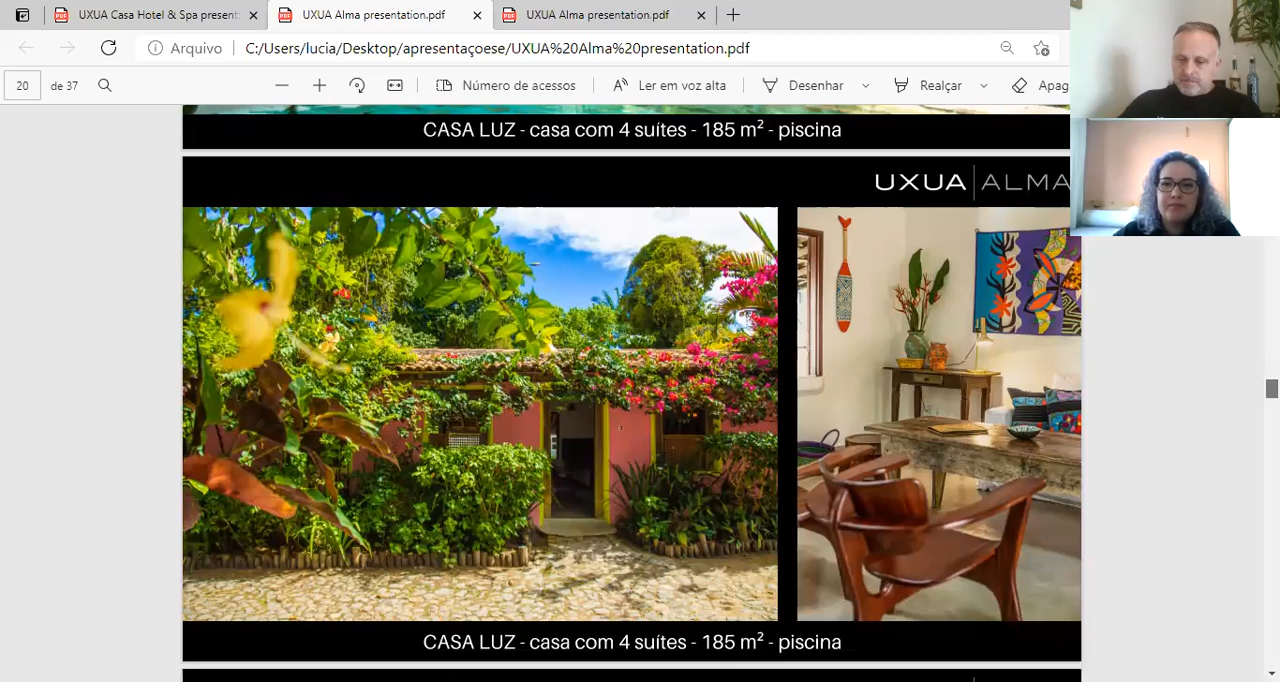 UXUA Casa Hotel & Spa present
UXUA Alma presentation.pdf
UXUA Alma presentation.pdf
Arquivo
C:/Users/lucia/Desktop/apresentaçoese/UXUA%20Alma%20presentation.pdf
20 de 37
Número de acessos
Ler em voz alta
Desenhar
Realçar
Apag
CASA LUZ - casa com 4 suítes - 185 m² - piscina
UXUA ALMA
CASA LUZ - casa com 4 suítes - 185 m² - piscina